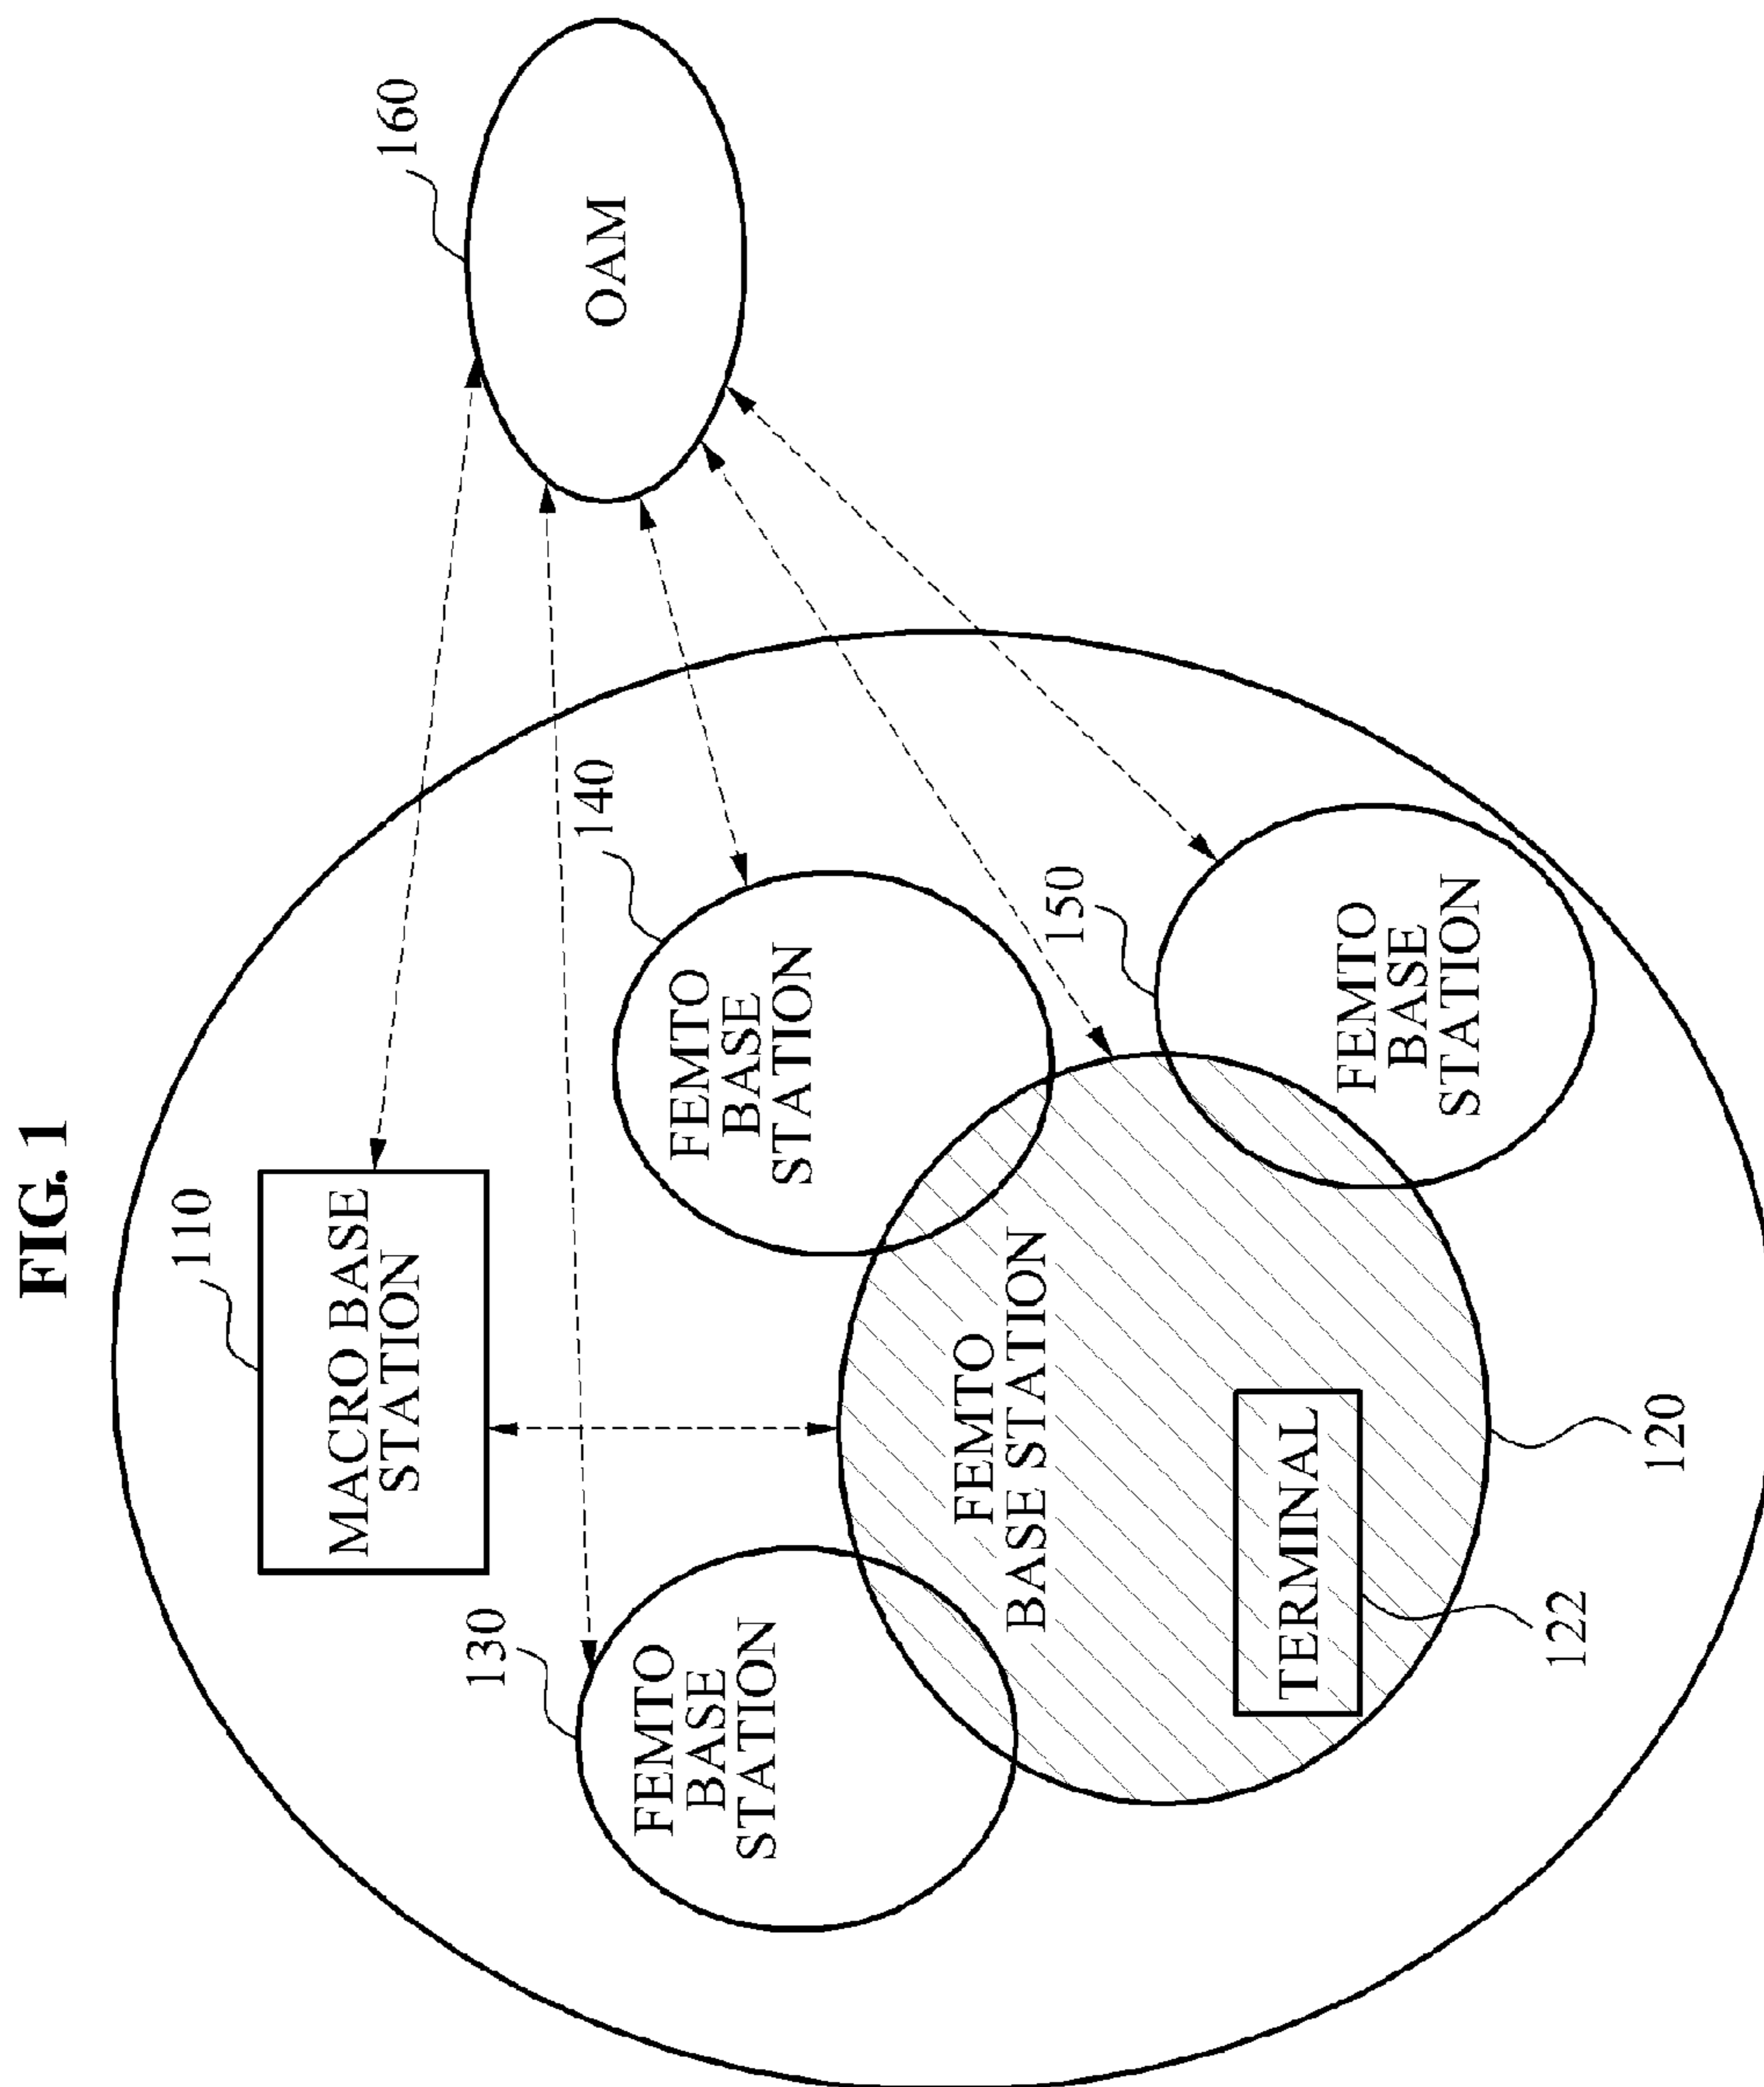 FIG. 1
110
MACRO BASE
STATION
160
OAM
130
FEMTO
BASE
STATION
140
FEMTO
BASE
STATION
FEMTO
BASE STATION
150
FEMTO
BASE
STATION
TERMINAL
122
120